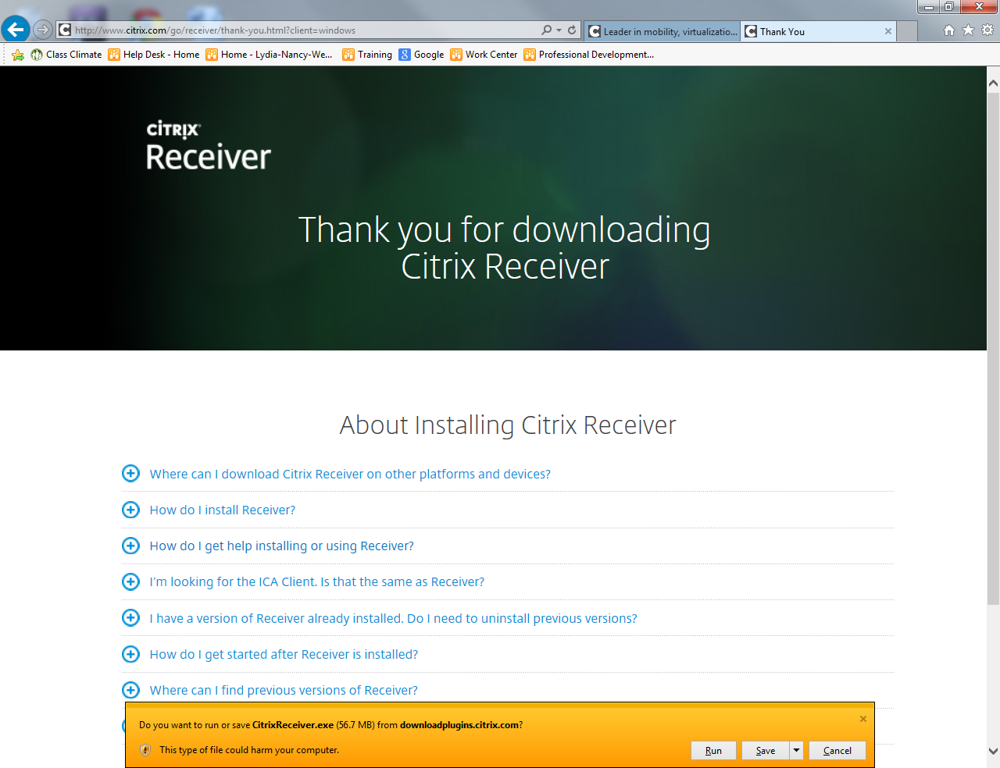 http://www.citrix.com/go/receiver/thank-you.html?client=windows
Leader in mobility, virtualizatio...
Thank You
Class Climate
Help Desk - Home
Home - Lydia-Nancy-We...
Training
Google
Work Center
Professional Development...
CİTRIX
Receiver
Thank you for downloading
Citrix Receiver
About Installing Citrix Receiver
Where can I download Citrix Receiver on other platforms and devices?
How do I install Receiver?
How do I get help installing or using Receiver?
I'm looking for the ICA Client. Is that the same as Receiver?
I have a version of Receiver already installed. Do I need to uninstall previous versions?
How do I get started after Receiver is installed?
Where can I find previous versions of Receiver?
Do you want to run or save CitrixReceiver.exe (56.7 MB) from downloadplugins.citrix.com?
This type of file could harm your computer.
Run
Save
Cancel